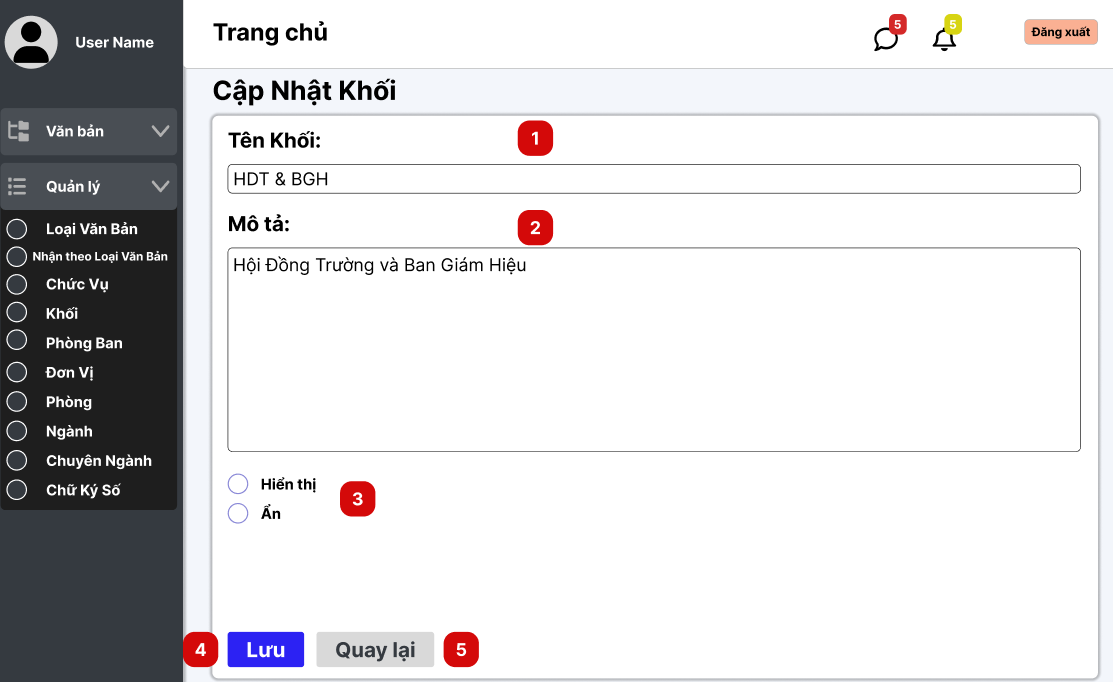 User Name
Trang chủ
5
5
Đăng xuất
Văn bản
Quản lý
Loại Văn Bản
Nhận theo Loại Văn Bản
Chức Vụ
Khối
Phòng Ban
Đơn Vị
Phòng
Ngành
Chuyên Ngành
Chữ Ký Số
Cập Nhật Khối
Tên Khối:
1
HDT & BGH
Mô tả:
2
Hội Đồng Trường và Ban Giám Hiệu
Hiển thị
3
Ẩn
4
Lưu
Quay lại
5